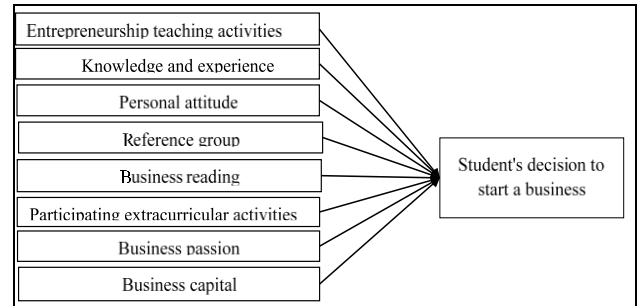 Entrepreneurship teaching activities
Knowledge and experience
Personal attitude
Reference group
Business reading
Participating extracurricular activities
Business passion
Business capital
Student's decision to
start a business